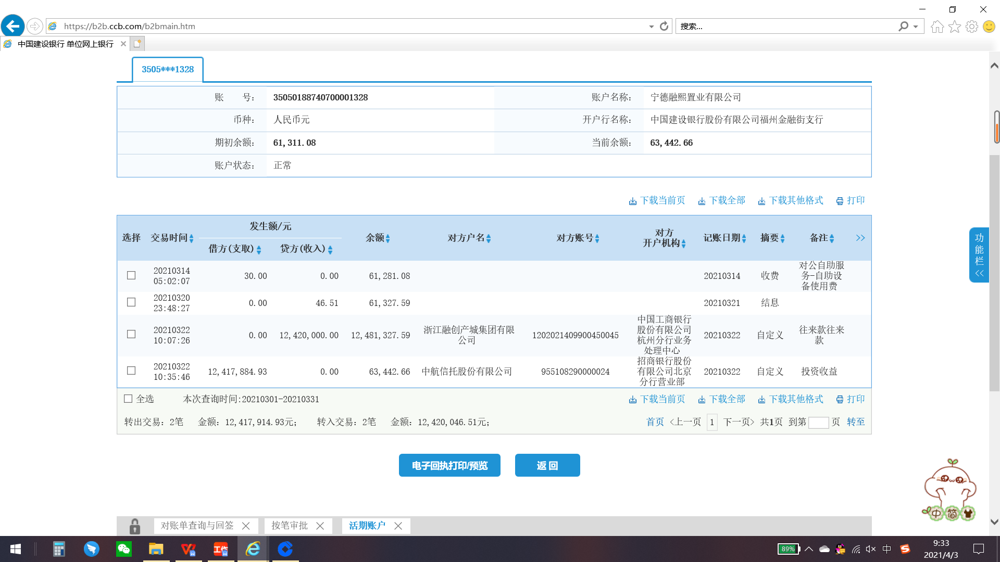 https://b2b.ccb.com/b2bmain.htm
搜索...
中国建设银行 单位网上银行
3505***1328
账 号： 35050188740700001328 账户名称： 宁德融熙置业有限公司
币种： 人民币元 开户行名称： 中国建设银行股份有限公司福州金融街支行
期初余额： 61,311.08 当前余额： 63,442.66
账户状态： 正常
下载当前页 下载全部 下载其他格式 打印
选择 交易时间 发生额/元 余额 对方户名 对方账号 对方 记账日期 摘要 备注 >>
借方(支取) 贷方(收入) 开户机构
20210314 30.00 0.00 61,281.08 20210314 收费 对公自助服
05:02:07 务-自助设
备使用费
20210320 0.00 46.51 61,327.59 20210321 结息
23:48:27
20210322 0.00 12,420,000.00 12,481,327.59 浙江融创产城集团有限 1202021409900450045 中国工商银行 20210322 自定义 往来款往来
10:07:26 公司 股份有限公司 款
杭州分行业务
处理中心
20210322 12,417,884.93 0.00 63,442.66 中航信托股份有限公司 955108290000024 招商银行股份 20210322 自定义 投资收益
10:35:46 有限公司北京
分行营业部
全选 本次查询时间:20210301-20210331 下载当前页 下载全部 下载其他格式 打印
转出交易：2笔 金额：12,417,914.93元； 转入交易：2笔 金额：12,420,046.51元； 首页 <上一页 1 下一页> 共1页 到第 页 转至
功
能
栏
<<
电子回执打印/预览 返 回
中 简
对账单查询与回签 按笔审批 活期账户
工作
89% 中 9:33
2021/4/3